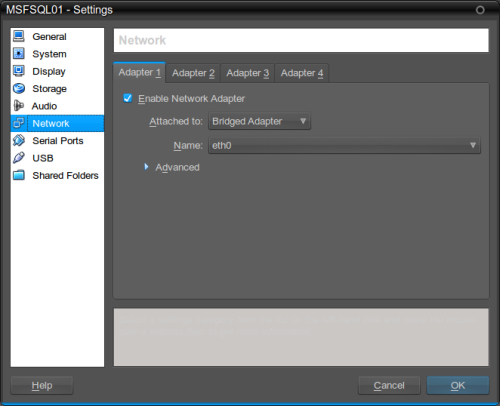 MSFSQL01 - Settings
General
System
Display
Storage
Audio
Network
Serial Ports
USB
Shared Folders
Network
Adapter 1
Adapter 2
Adapter 3
Adapter 4
Enable Network Adapter
Attached to:
Bridged Adapter
Name:
eth0
Advanced
Help
Cancel
OK